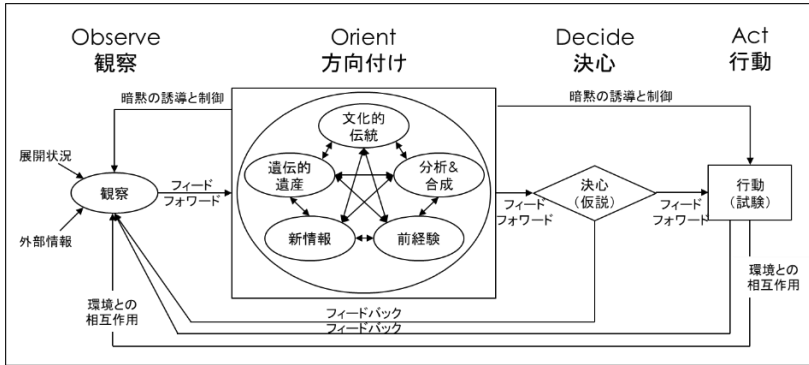 Observe
観察
Orient
方向付け
Decide
決心
Act
行動
暗黙の誘導と制御
暗黙の誘導と制御
展開状況
外部情報
観察
フィード
フォワード
文化的
伝統
遺伝的
遺産
分析&
合成
新情報
前経験
フィード
フォワード
決心
(仮説)
フィード
フォワード
行動
(試験)
環境との
相互作用
フィードバック
フィードバック
環境との
相互作用